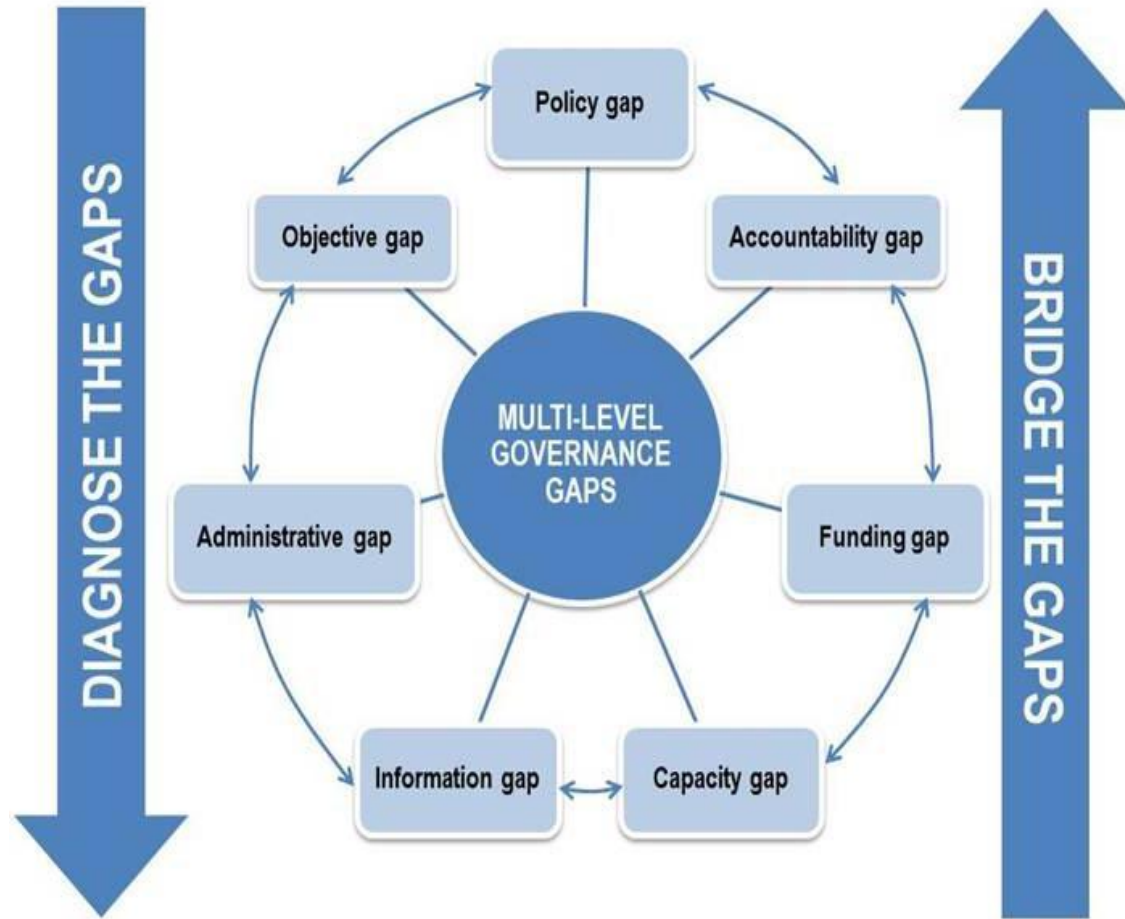 DIAGNOSE THE GAPS
Policy gap
Objective gap
Accountability gap
MULTI-LEVEL
GOVERNANCE
GAPS
Administrative gap
Funding gap
Information gap
Capacity gap
BRIDGE THE GAPS